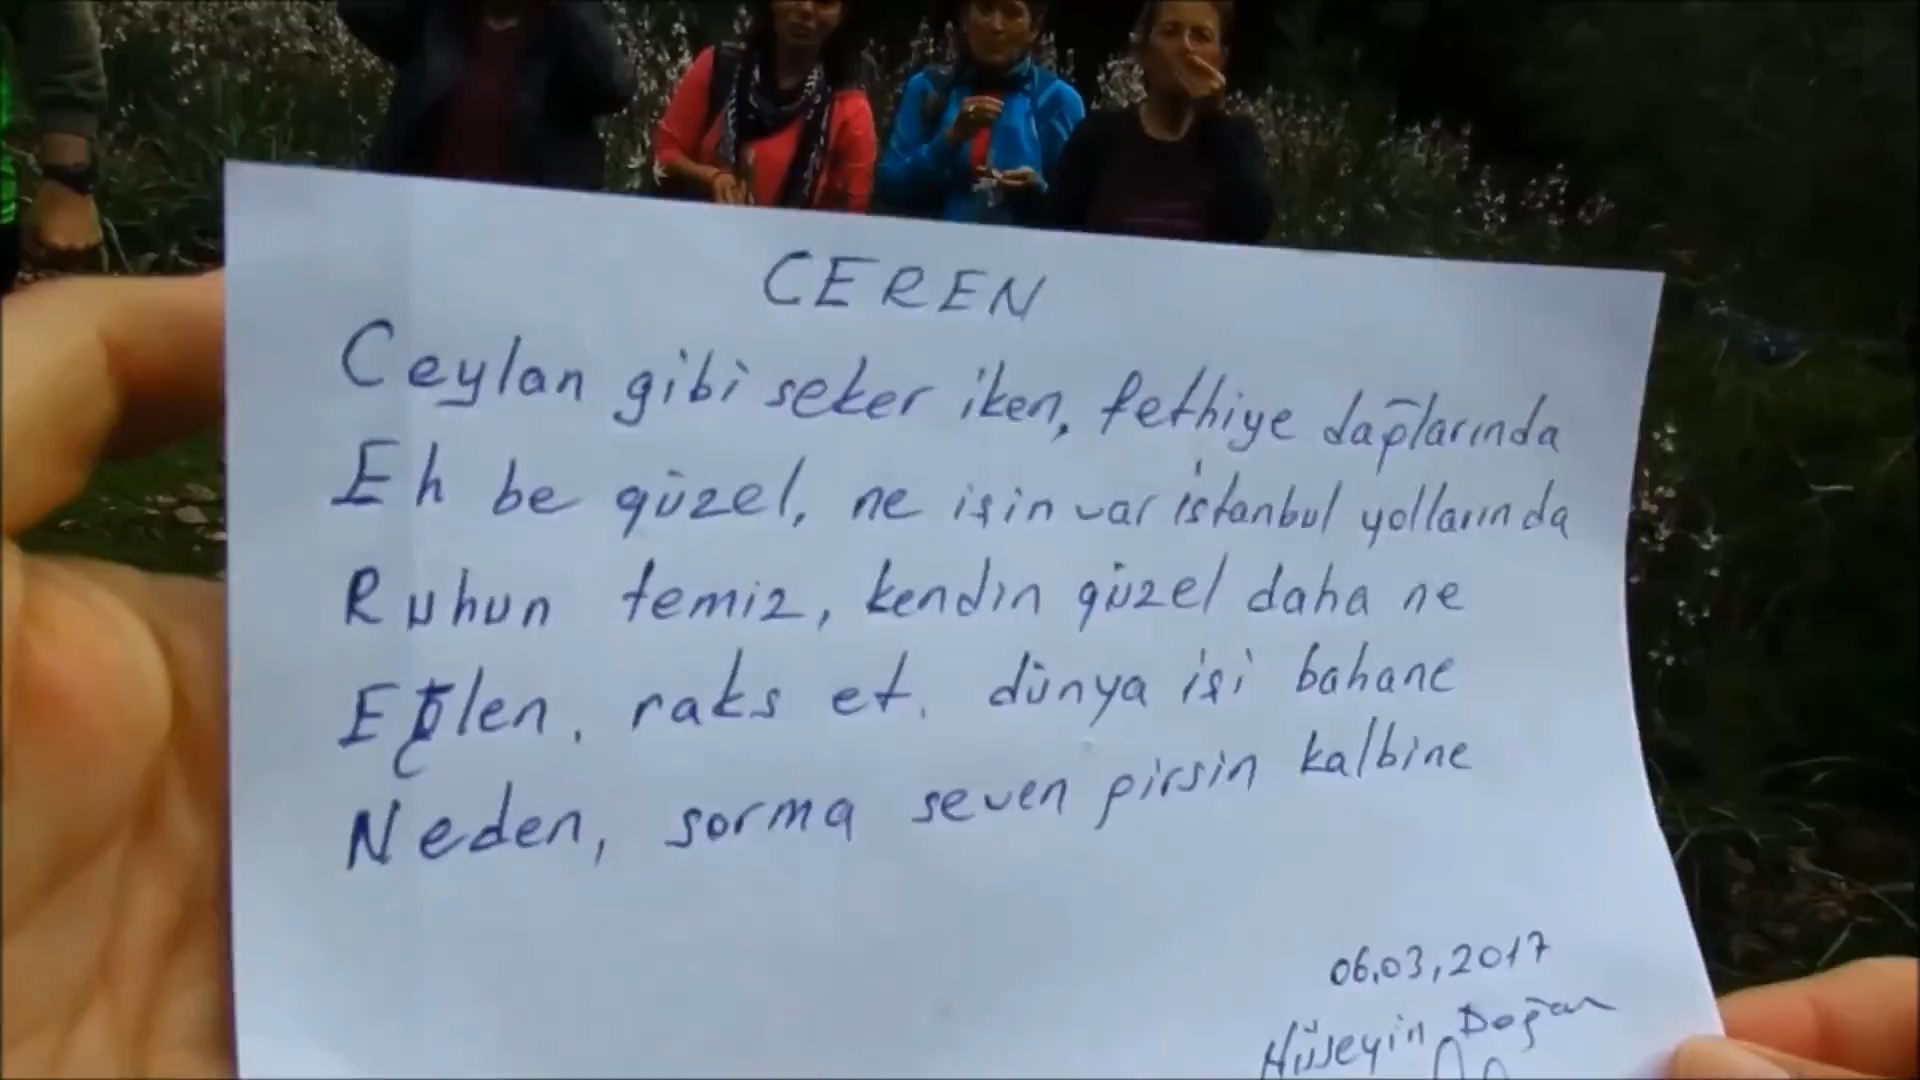 CEREN
Ceylan gibi seker iken, fethiye dağlarında
Eh be güzel, ne işin var istanbul yollarında
Ruhun temiz, kendin güzel daha ne
Eğlen, raks et. dünya işi bahane
Neden, sorma seven girsin kalbine
06.03.2017
Hüseyin Doğan